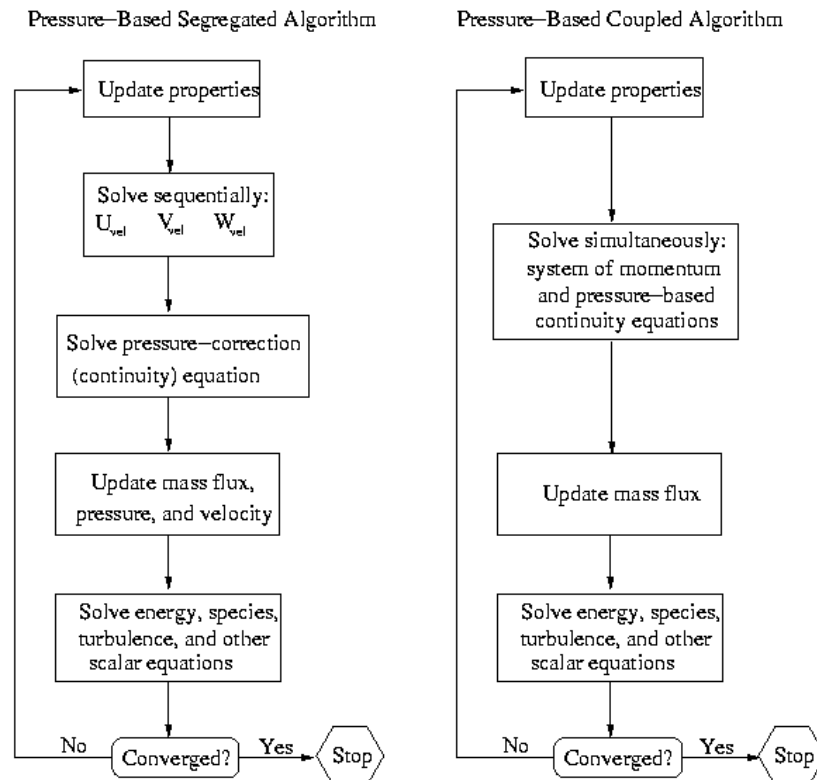 Pressure–Based Segregated Algorithm
Update properties
Solve sequentially:
U_vel V_vel W_vel
Solve pressure–correction
(continuity) equation
Update mass flux,
pressure, and velocity
Solve energy, species,
turbulence, and other
scalar equations
No
Converged?
Yes
Stop
Pressure–Based Coupled Algorithm
Update properties
Solve simultaneously:
system of momentum
and pressure–based
continuity equations
Update mass flux
Solve energy, species,
turbulence, and other
scalar equations
No
Converged?
Yes
Stop